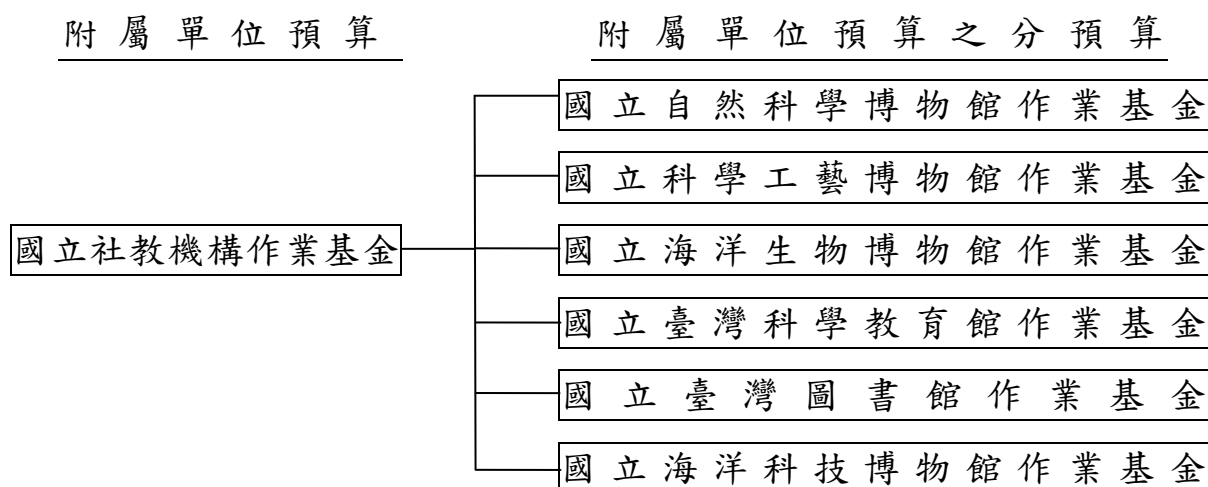 附屬單位預算
附屬單位預算之分預算
國立社教機構作業基金
國立自然科學博物館作業基金
國立科學工藝博物館作業基金
國立海洋生物博物館作業基金
國立臺灣科學教育館作業基金
國立臺灣圖書館作業基金
國立海洋科技博物館作業基金